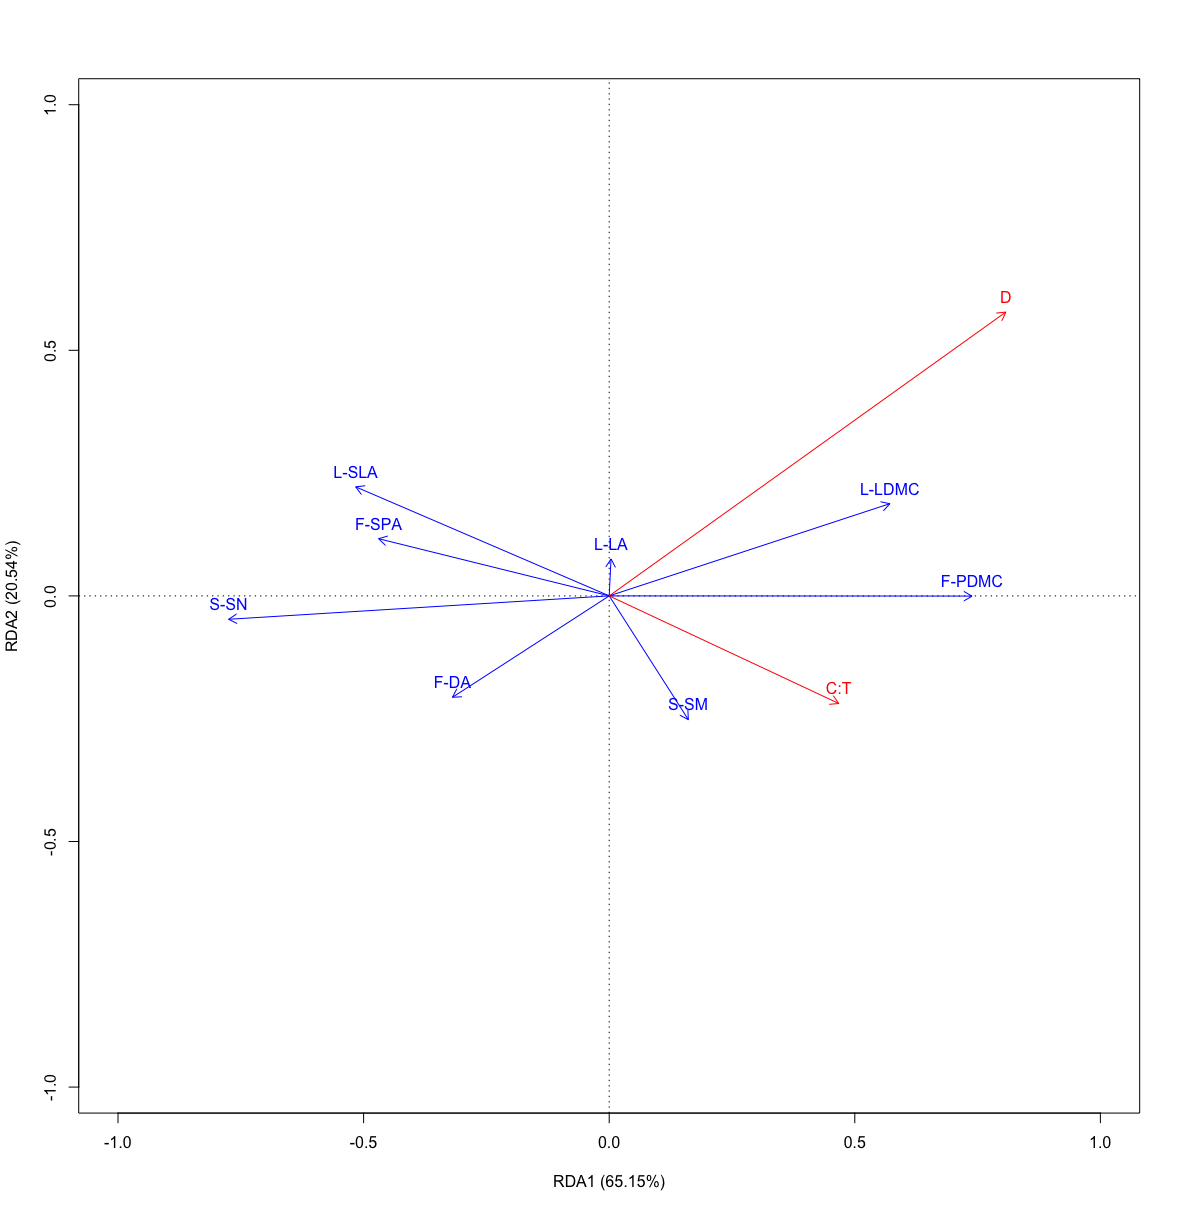 1.0
D
0.5
L-SLA
L-LDMC
F-SPA
L-LA
F-PDMC
0.0
S-SN
RDA2 (20.54%)
F-DA
C:T
S-SM
-0.5
-1.0
-1.0 -0.5 0.0 0.5 1.0
RDA1 (65.15%)